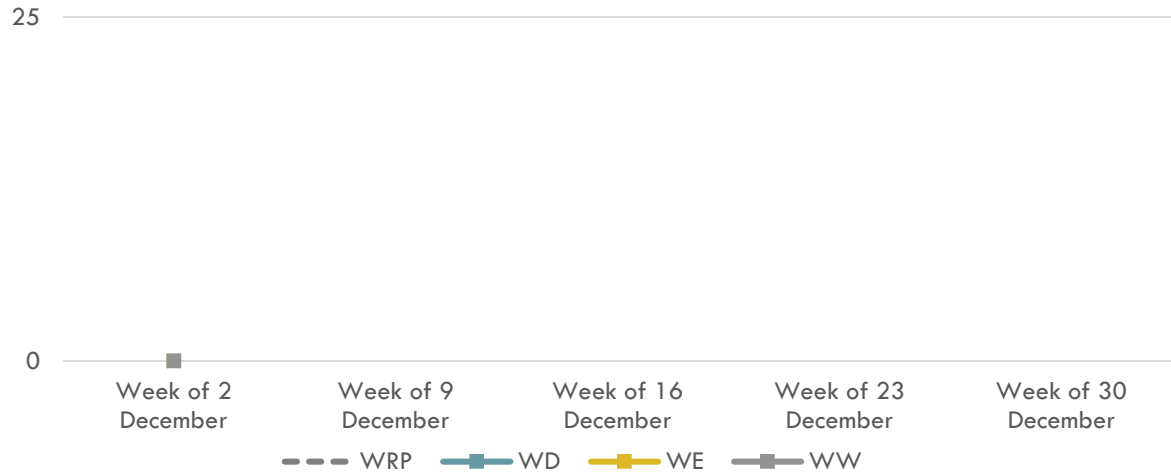 25
0
Week of 2
December
Week of 9
December
Week of 16
December
Week of 23
December
Week of 30
December
WRP WD WE WW